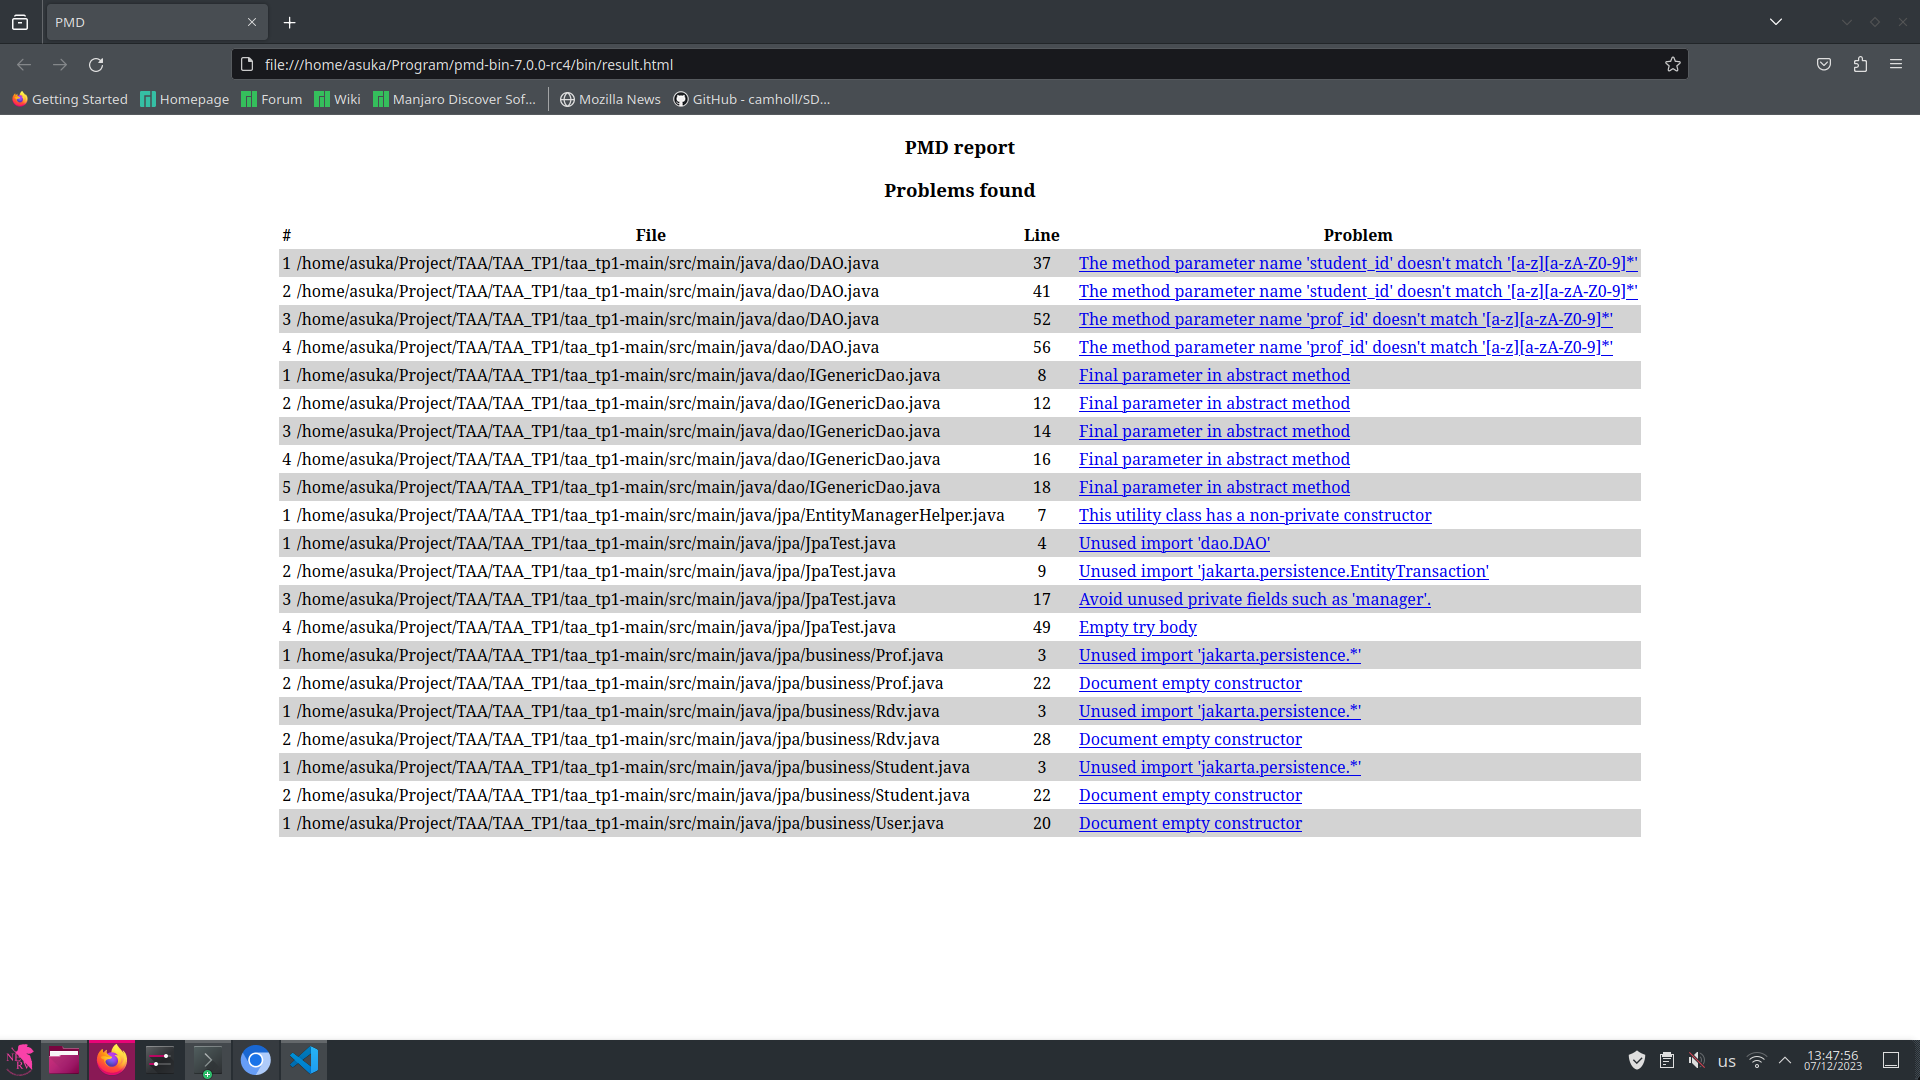 PMD
file:///home/asuka/Program/pmd-bin-7.0.0-rc4/bin/result.html
Getting Started Homepage Forum Wiki Manjaro Discover Sof... Mozilla News GitHub - camholl/SD...
PMD report
Problems found
# File Line Problem
1 /home/asuka/Project/TAA/TAA_TP1/taa_tp1-main/src/main/java/dao/DAO.java 37 The method parameter name 'student_id' doesn't match '[a-z][a-zA-Z0-9]*'
2 /home/asuka/Project/TAA/TAA_TP1/taa_tp1-main/src/main/java/dao/DAO.java 41 The method parameter name 'student_id' doesn't match '[a-z][a-zA-Z0-9]*'
3 /home/asuka/Project/TAA/TAA_TP1/taa_tp1-main/src/main/java/dao/DAO.java 52 The method parameter name 'prof_id' doesn't match '[a-z][a-zA-Z0-9]*'
4 /home/asuka/Project/TAA/TAA_TP1/taa_tp1-main/src/main/java/dao/DAO.java 56 The method parameter name 'prof_id' doesn't match '[a-z][a-zA-Z0-9]*'
1 /home/asuka/Project/TAA/TAA_TP1/taa_tp1-main/src/main/java/dao/IGenericDao.java 8 Final parameter in abstract method
2 /home/asuka/Project/TAA/TAA_TP1/taa_tp1-main/src/main/java/dao/IGenericDao.java 12 Final parameter in abstract method
3 /home/asuka/Project/TAA/TAA_TP1/taa_tp1-main/src/main/java/dao/IGenericDao.java 14 Final parameter in abstract method
4 /home/asuka/Project/TAA/TAA_TP1/taa_tp1-main/src/main/java/dao/IGenericDao.java 16 Final parameter in abstract method
5 /home/asuka/Project/TAA/TAA_TP1/taa_tp1-main/src/main/java/dao/IGenericDao.java 18 Final parameter in abstract method
1 /home/asuka/Project/TAA/TAA_TP1/taa_tp1-main/src/main/java/jpa/EntityManagerHelper.java 7 This utility class has a non-private constructor
1 /home/asuka/Project/TAA/TAA_TP1/taa_tp1-main/src/main/java/jpa/JpaTest.java 4 Unused import 'dao.DAO'
2 /home/asuka/Project/TAA/TAA_TP1/taa_tp1-main/src/main/java/jpa/JpaTest.java 9 Unused import 'jakarta.persistence.EntityTransaction'
3 /home/asuka/Project/TAA/TAA_TP1/taa_tp1-main/src/main/java/jpa/JpaTest.java 17 Avoid unused private fields such as 'manager'.
4 /home/asuka/Project/TAA/TAA_TP1/taa_tp1-main/src/main/java/jpa/JpaTest.java 49 Empty try body
1 /home/asuka/Project/TAA/TAA_TP1/taa_tp1-main/src/main/java/jpa/business/Prof.java 3 Unused import 'jakarta.persistence.*'
2 /home/asuka/Project/TAA/TAA_TP1/taa_tp1-main/src/main/java/jpa/business/Prof.java 22 Document empty constructor
1 /home/asuka/Project/TAA/TAA_TP1/taa_tp1-main/src/main/java/jpa/business/Rdv.java 3 Unused import 'jakarta.persistence.*'
2 /home/asuka/Project/TAA/TAA_TP1/taa_tp1-main/src/main/java/jpa/business/Rdv.java 28 Document empty constructor
1 /home/asuka/Project/TAA/TAA_TP1/taa_tp1-main/src/main/java/jpa/business/Student.java 3 Unused import 'jakarta.persistence.*'
2 /home/asuka/Project/TAA/TAA_TP1/taa_tp1-main/src/main/java/jpa/business/Student.java 22 Document empty constructor
1 /home/asuka/Project/TAA/TAA_TP1/taa_tp1-main/src/main/java/jpa/business/User.java 20 Document empty constructor
NERV
us
13:47:56
07/12/2023